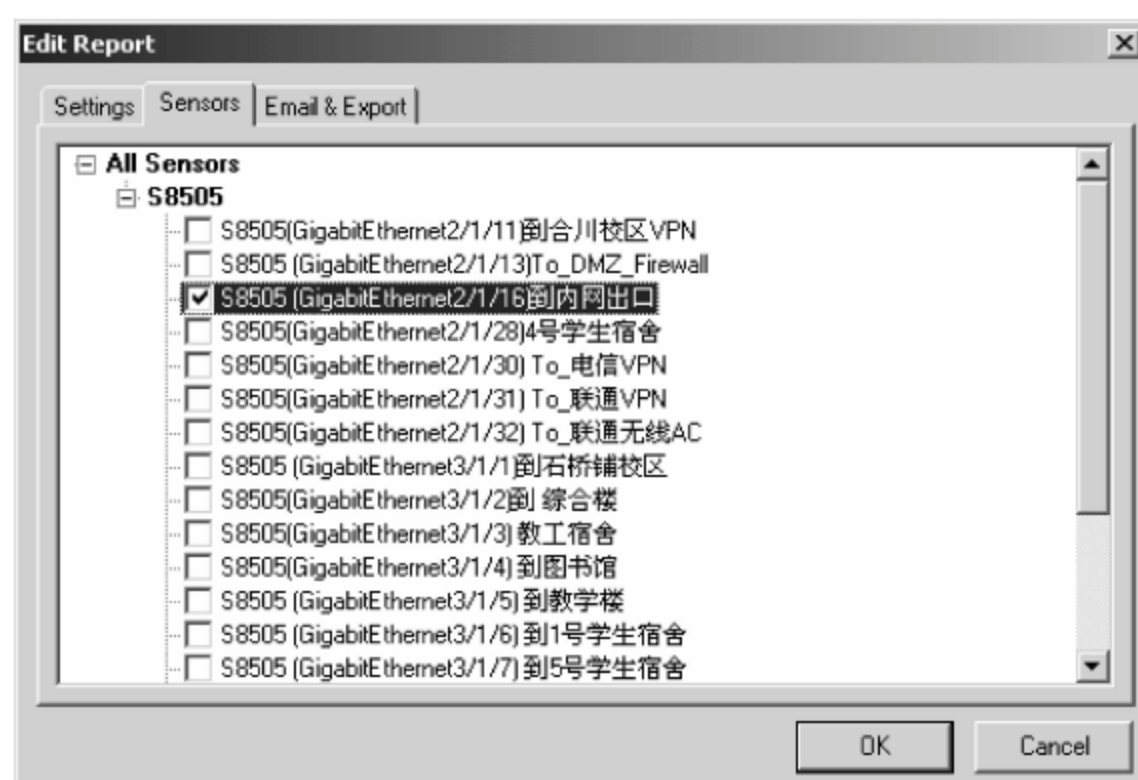 Edit Report
Settings Sensors Email & Export
All Sensors
S8505
S8505(GigabitEthernet2/1/11)到合川校区VPN
S8505 (GigabitEthernet2/1/13)To_DMZ_Firewall
S8505 (GigabitEthernet2/1/16)到内网出口
S8505(GigabitEthernet2/1/28)4号学生宿舍
S8505(GigabitEthernet2/1/30) To_电信VPN
S8505(GigabitEthernet2/1/31) To_联通VPN
S8505(GigabitEthernet2/1/32) To_联通无线AC
S8505 (GigabitEthernet3/1/1)到石桥铺校区
S8505(GigabitEthernet3/1/2)到 综合楼
S8505(GigabitEthernet3/1/3) 教工宿舍
S8505(GigabitEthernet3/1/4) 到图书馆
S8505 (GigabitEthernet3/1/5) 到教学楼
S8505 (GigabitEthernet3/1/6) 到1号学生宿舍
S8505 (GigabitEthernet3/1/7) 到5号学生宿舍
OK Cancel